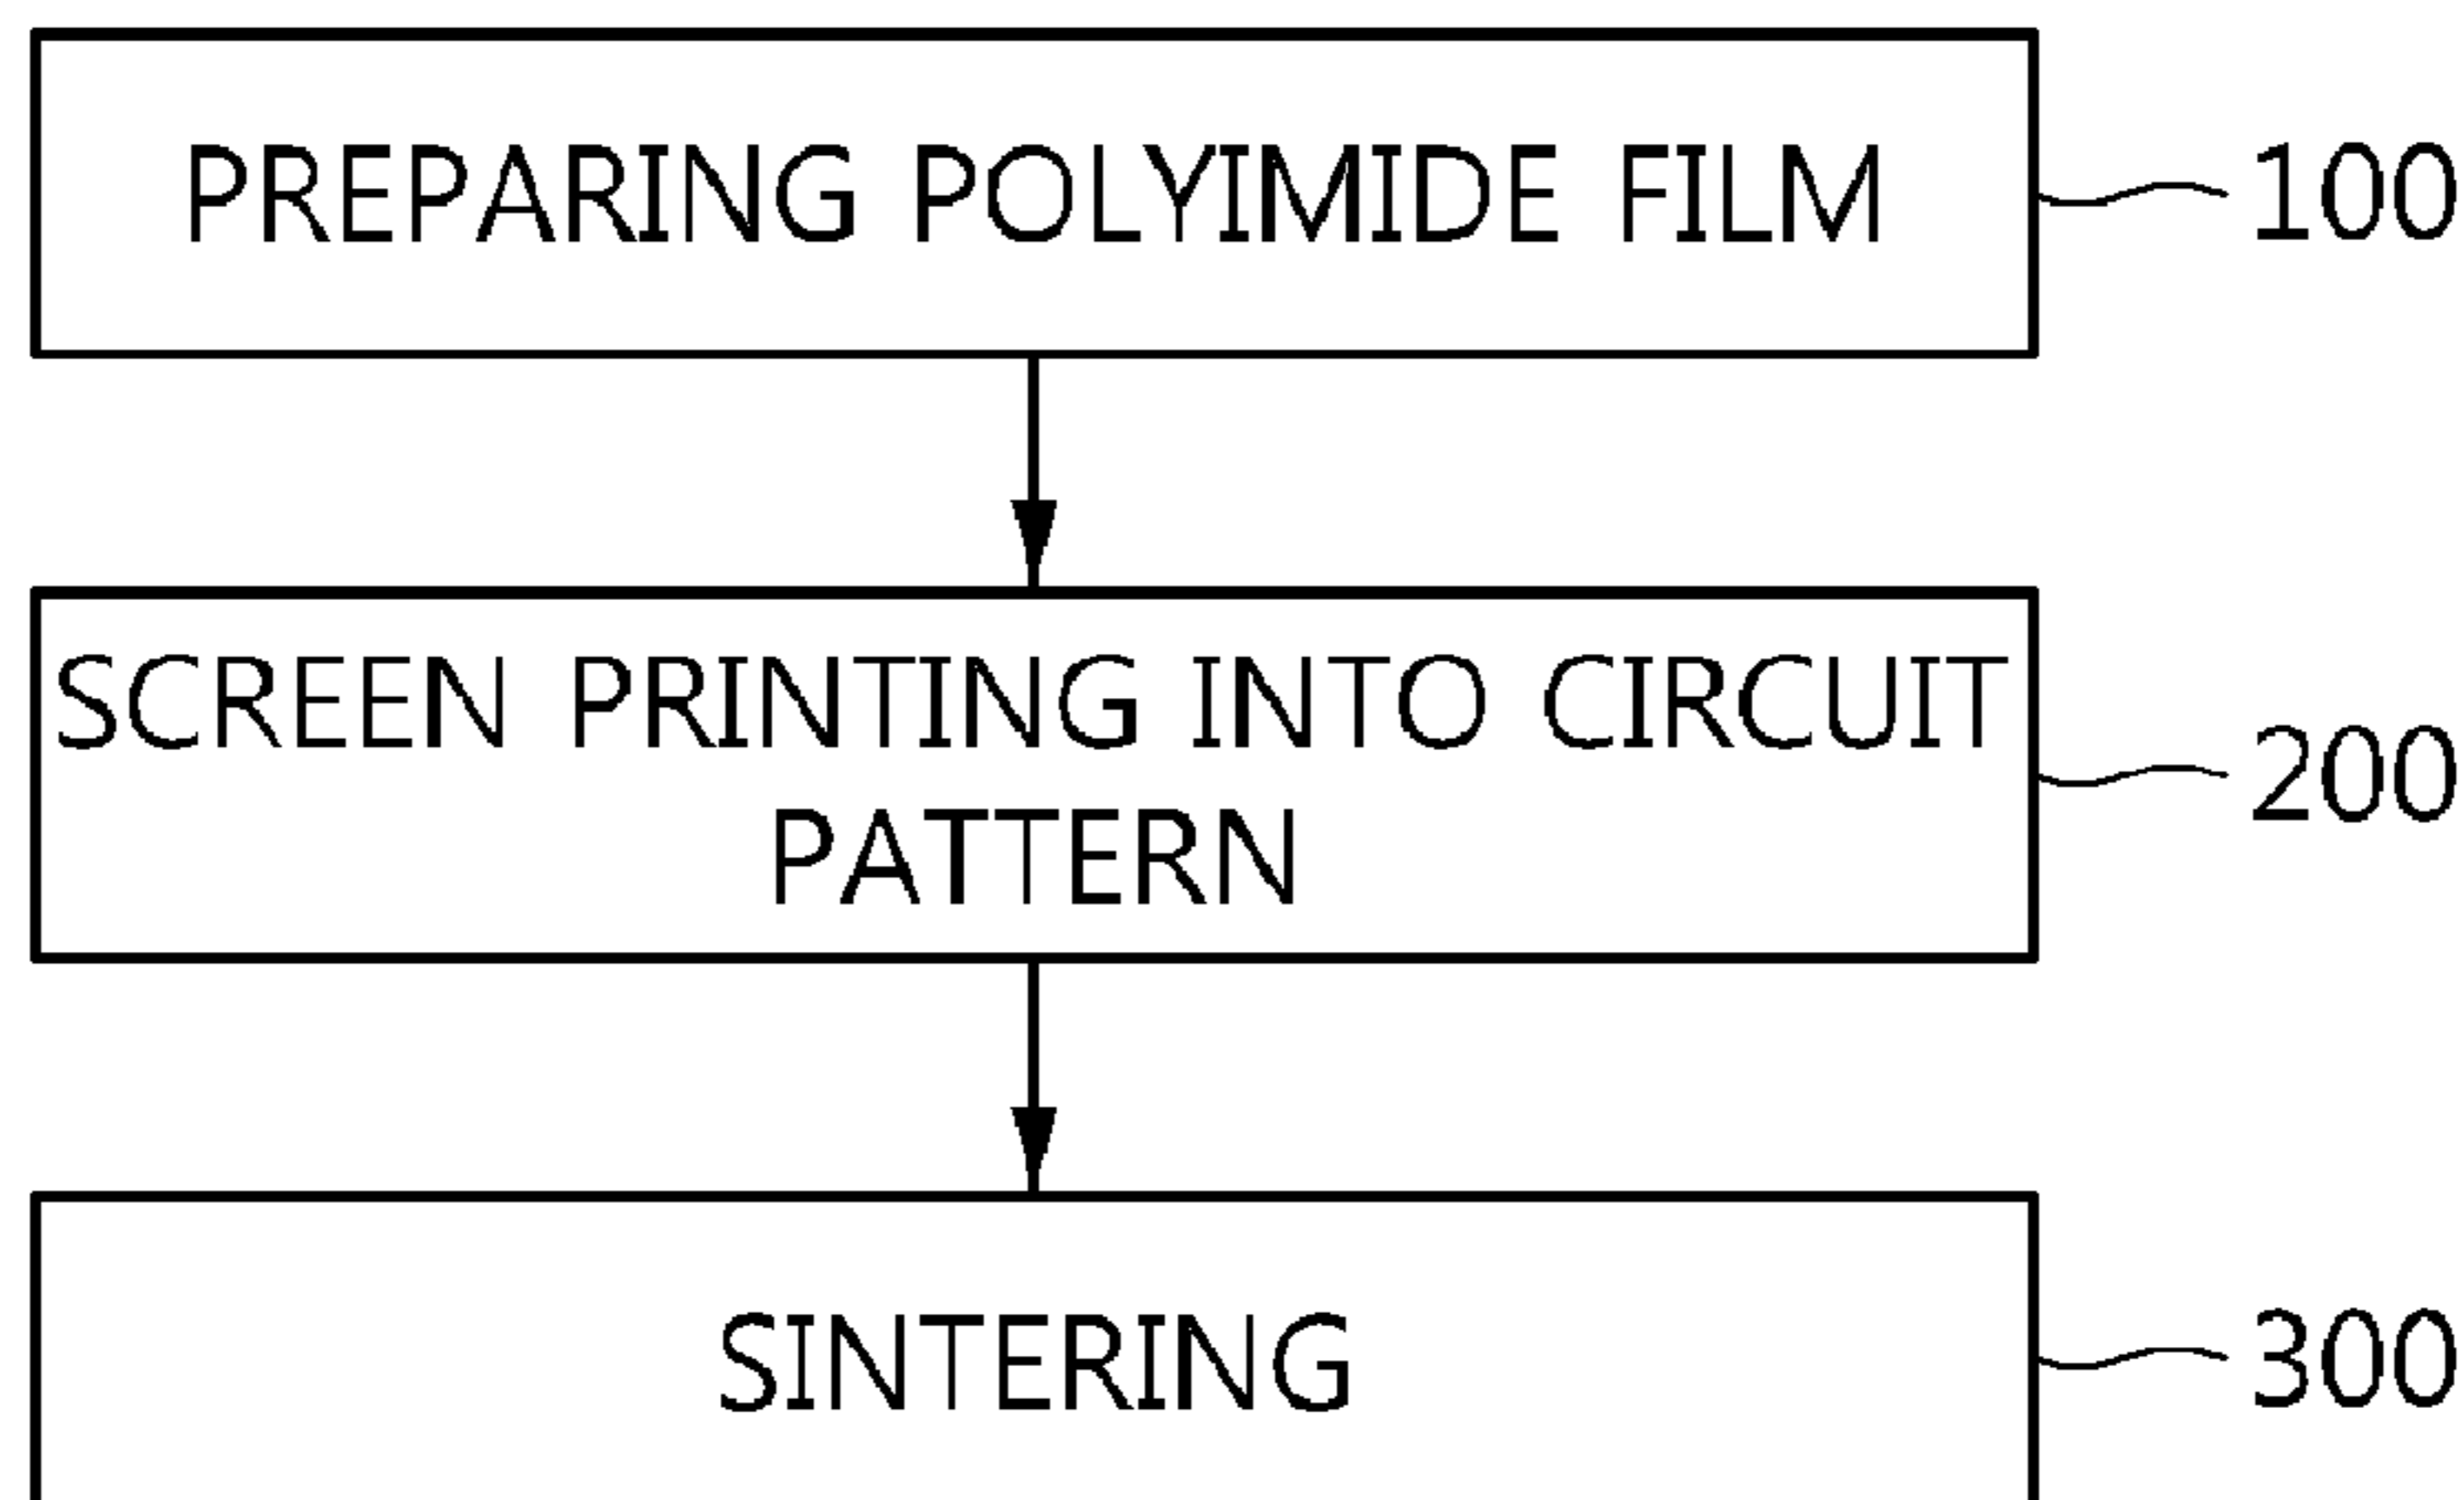 PREPARING POLYIMIDE FILM
100
SCREEN PRINTING INTO CIRCUIT
PATTERN
200
SINTERING
300